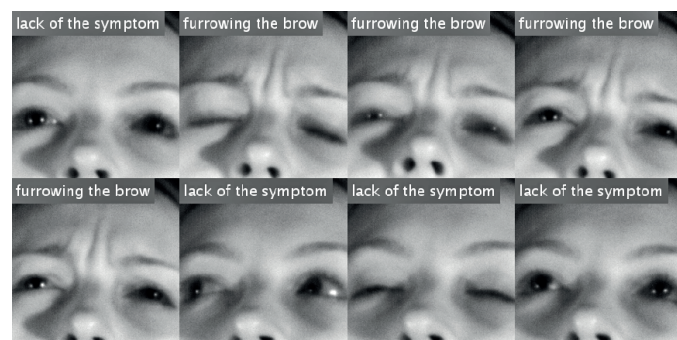 lack of the symptom
furrowing the brow
furrowing the brow
furrowing the brow
furrowing the brow
lack of the symptom
lack of the symptom
lack of the symptom